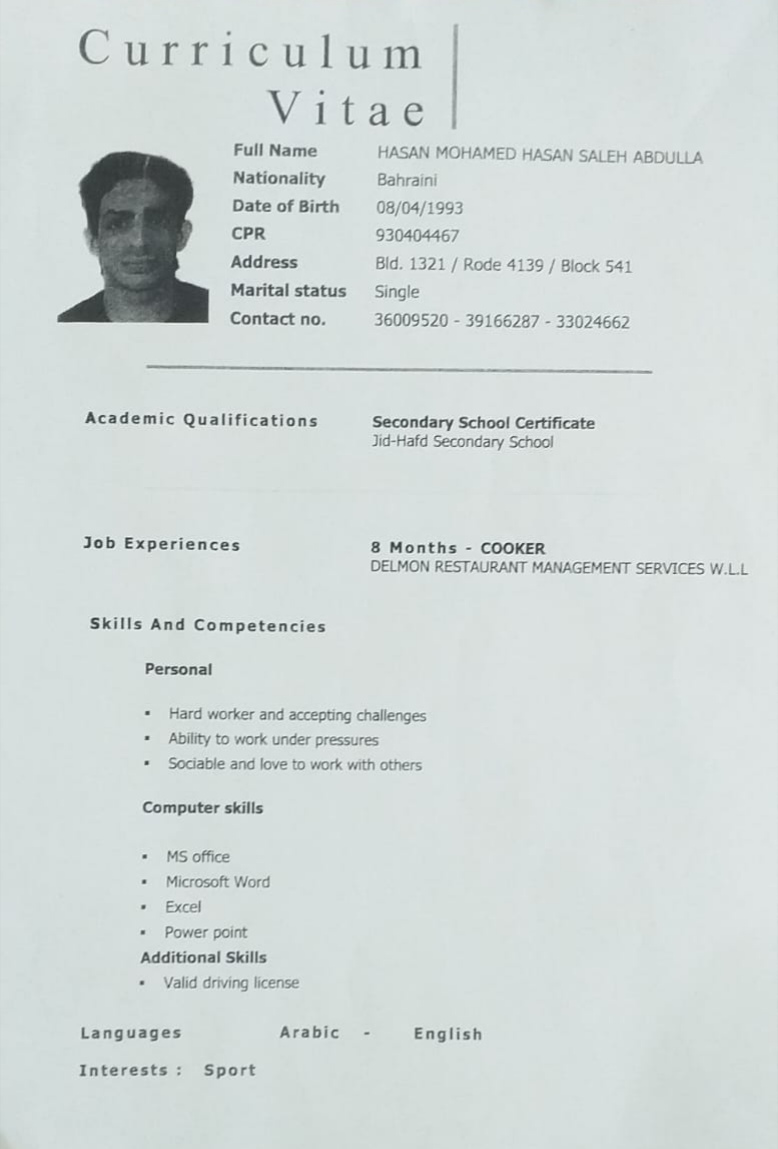 Curriculum
Vitae
Full Name HASAN MOHAMED HASAN SALEH ABDULLA
Nationality Bahraini
Date of Birth 08/04/1993
CPR 930404467
Address Bld. 1321 / Rode 4139 / Block 541
Marital status Single
Contact no. 36009520 - 39166287 - 33024662
Academic Qualifications Secondary School Certificate
Jid-Hafd Secondary School
Job Experiences 8 Months - COOKER
DELMON RESTAURANT MANAGEMENT SERVICES W.L.L
Skills And Competencies
Personal
▪ Hard worker and accepting challenges
▪ Ability to work under pressures
▪ Sociable and love to work with others
Computer skills
▪ MS office
▪ Microsoft Word
▪ Excel
▪ Power point
Additional Skills
▪ Valid driving license
Languages Arabic - English
Interests : Sport